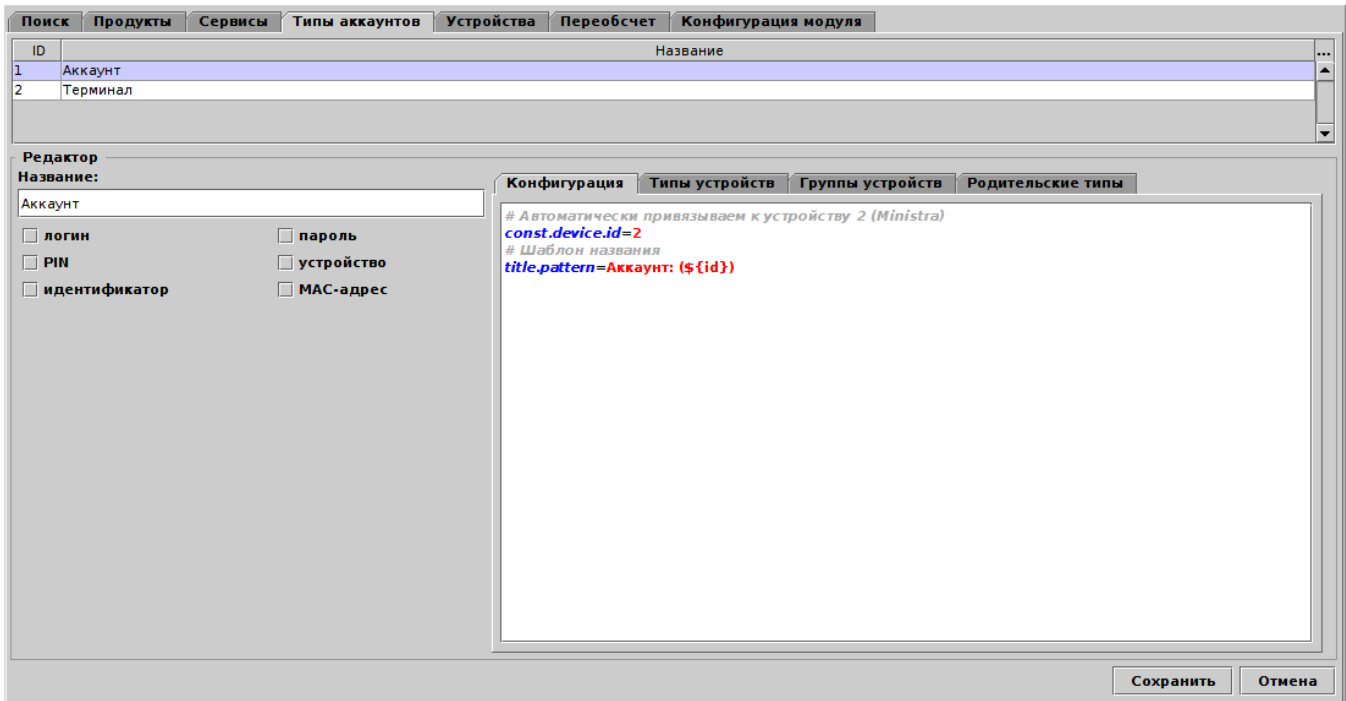 Поиск Продукты Сервисы Типы аккаунтов Устройства Переобсчет Конфигурация модуля
ID Название ...
1 Аккаунт
2 Терминал
Редактор
Название:
Аккаунт
логин пароль
PIN устройство
идентификатор MAC-адрес
Конфигурация Типы устройств Группы устройств Родительские типы
# Автоматически привязываем к устройству 2 (Ministra)
const.device.id=2
# Шаблон названия
title.pattern=Аккаунт: (${id})
Сохранить Отмена